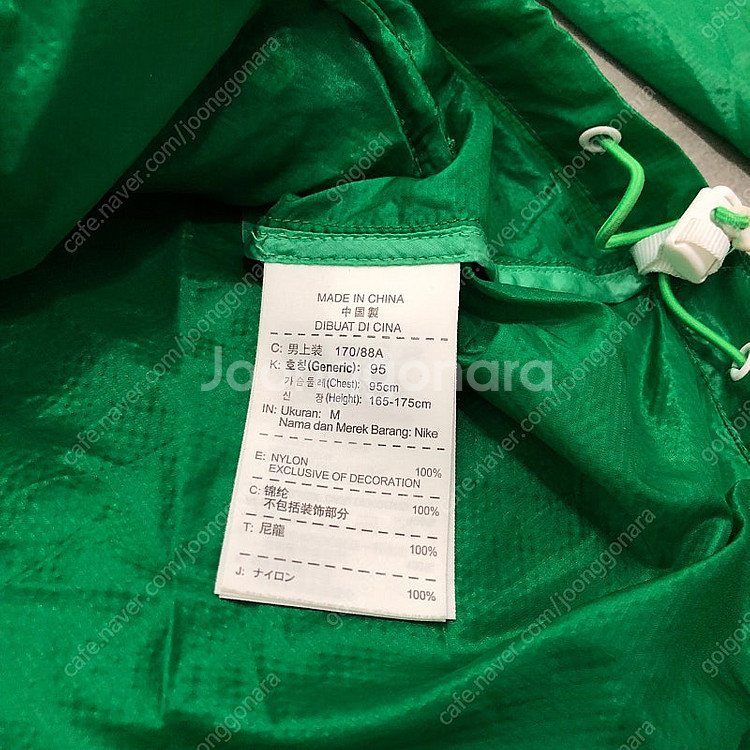 MADE IN CHINA
中国製
DIBUAT DI CINA
C: 男上装 170/88A
K: 호칭(Generic): 95
가슴둘레(Chest): 95cm
신 장(Height): 165-175cm
IN: Ukuran: M
Nama dan Merek Barang: Nike
E: NYLON 100%
EXCLUSIVE OF DECORATION
C: 锦纶 100%
不包括装饰部分
T: 尼龍 100%
J: ナイロン 100%
Joonggonara
cafe.naver.com/joonggonara
goigoi81